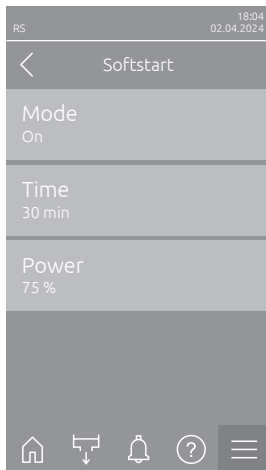 18:04
RS 02.04.2024
Softstart
Mode
On
Time
30 min
Power
75 %
?